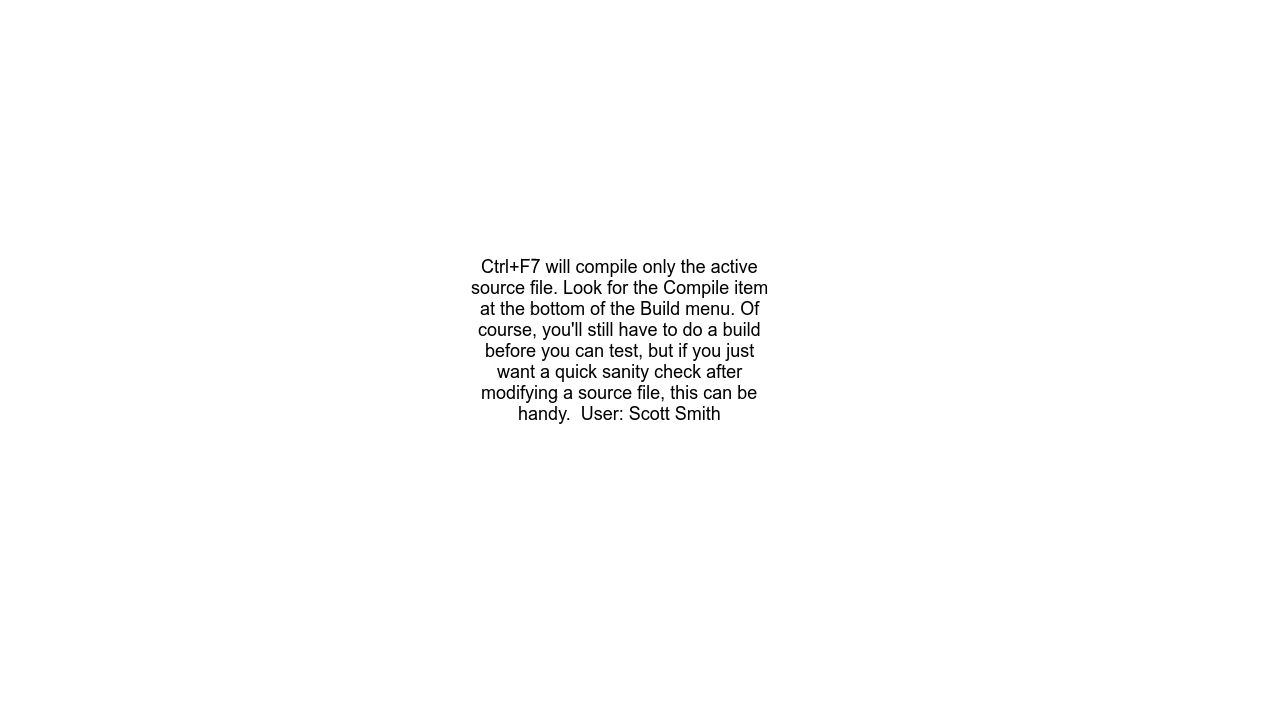 Ctrl+F7 will compile only the active
source file. Look for the Compile item
at the bottom of the Build menu. Of
course, you'll still have to do a build
before you can test, but if you just
want a quick sanity check after
modifying a source file, this can be
handy.  User: Scott Smith